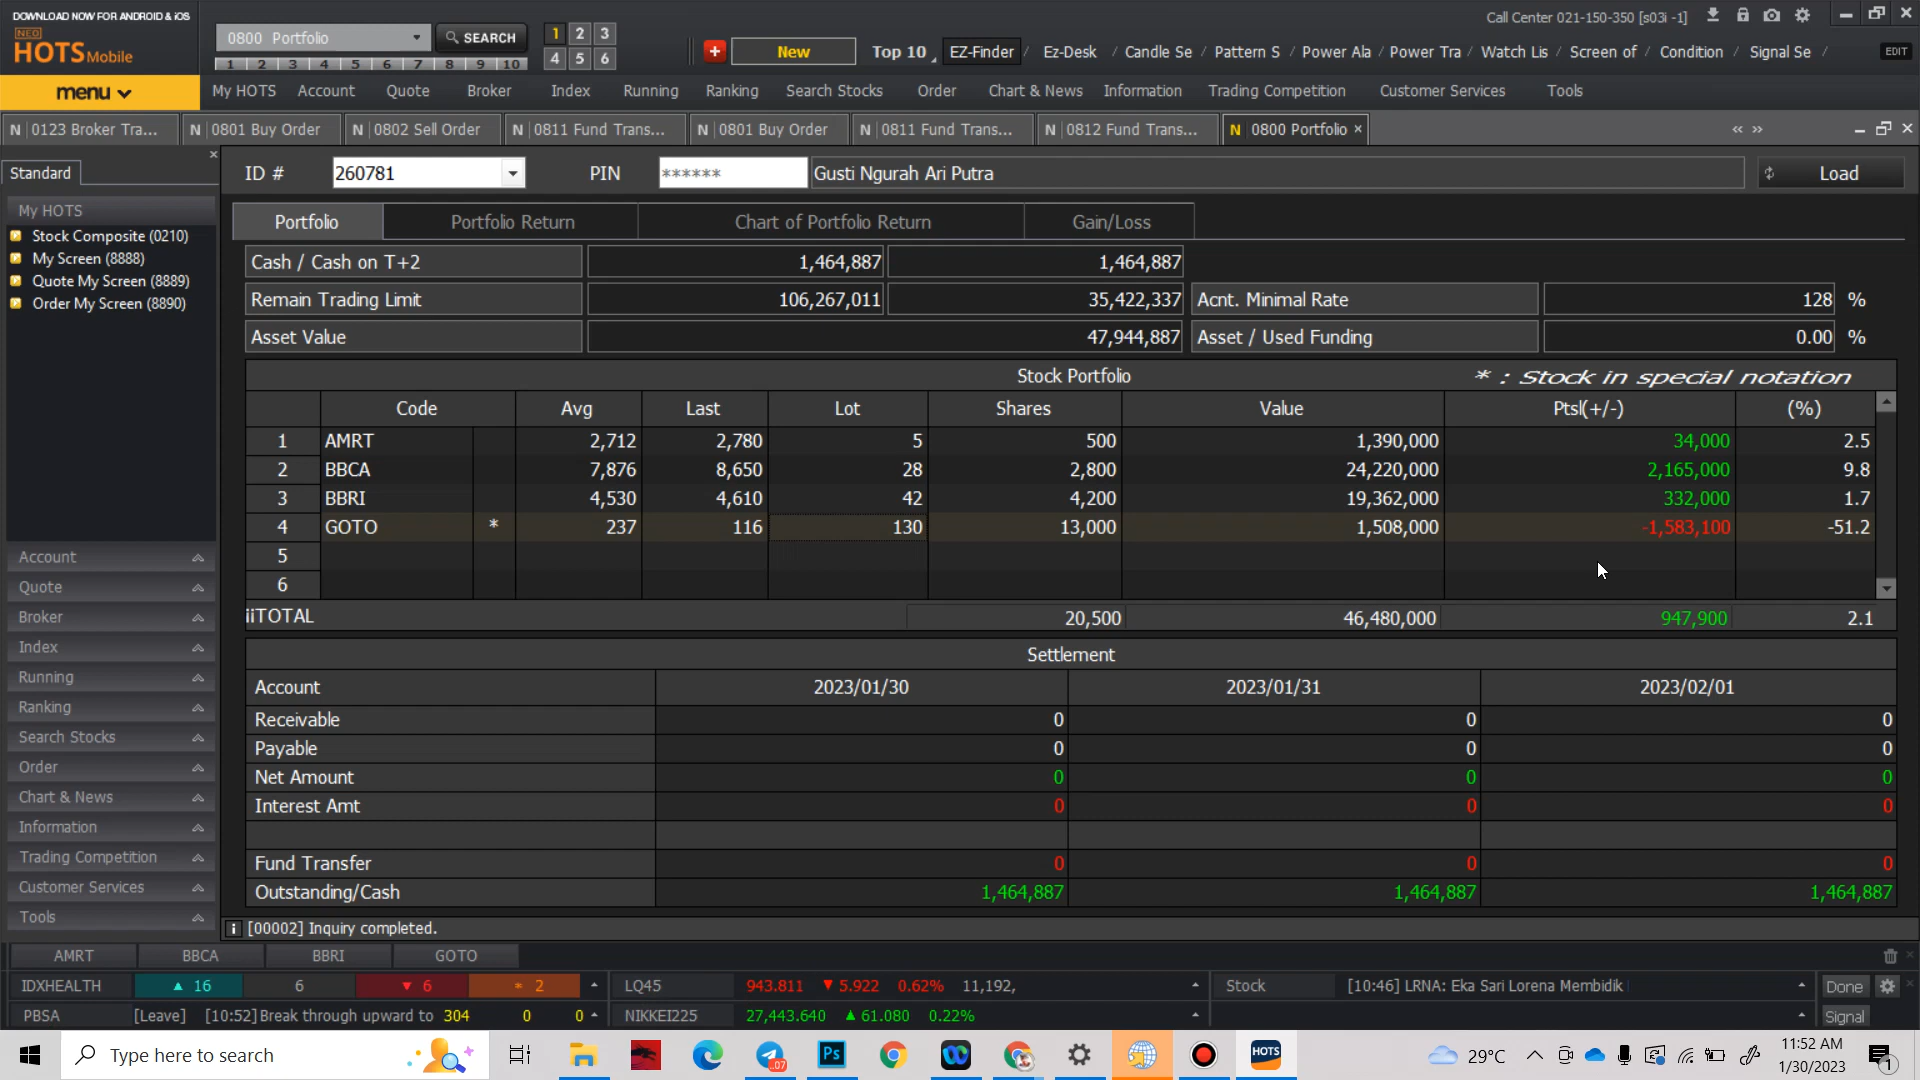 DOWNLOAD NOW FOR ANDROID & iOS
NEO
HOTS Mobile
0800 Portfolio
SEARCH
1 2 3 4 5 6 7 8 9 10
1 2 3
4 5 6
Call Center 021-150-350 [s03i -1]
New
Top 10
EZ-Finder / Ez-Desk / Candle Se / Pattern S / Power Ala / Power Tra / Watch Lis / Screen of / Condition / Signal Se /
EDIT
menu
My HOTS Account Quote Broker Index Running Ranking Search Stocks Order Chart & News Information Trading Competition Customer Services Tools
N 0123 Broker Tra... N 0801 Buy Order N 0802 Sell Order N 0811 Fund Trans... N 0801 Buy Order N 0811 Fund Trans... N 0812 Fund Trans... N 0800 Portfolio × « »
Standard
My HOTS
Stock Composite (0210)
My Screen (8888)
Quote My Screen (8889)
Order My Screen (8890)
Account
Quote
Broker
Index
Running
Ranking
Search Stocks
Order
Chart & News
Information
Trading Competition
Customer Services
Tools
ID # 260781 PIN ****** Gusti Ngurah Ari Putra Load
Portfolio Portfolio Return Chart of Portfolio Return Gain/Loss
Cash / Cash on T+2 1,464,887 1,464,887
Remain Trading Limit 106,267,011 35,422,337 Acnt. Minimal Rate 128 %
Asset Value 47,944,887 Asset / Used Funding 0.00 %
Stock Portfolio * : Stock in special notation
Code Avg Last Lot Shares Value Ptsl(+/-) (%)
1 AMRT 2,712 2,780 5 500 1,390,000 34,000 2.5
2 BBCA 7,876 8,650 28 2,800 24,220,000 2,165,000 9.8
3 BBRI 4,530 4,610 42 4,200 19,362,000 332,000 1.7
4 GOTO * 237 116 130 13,000 1,508,000 -1,583,100 -51.2
5
6
iiTOTAL 20,500 46,480,000 947,900 2.1
Settlement
Account 2023/01/30 2023/01/31 2023/02/01
Receivable 0 0 0
Payable 0 0 0
Net Amount 0 0 0
Interest Amt 0 0 0
Fund Transfer 0 0 0
Outstanding/Cash 1,464,887 1,464,887 1,464,887
i [00002] Inquiry completed.
AMRT BBCA BBRI GOTO
IDXHEALTH ▲ 16 6 ▼ 6 * 2 LQ45 943.811 ▼ 5.922 0.62% 11,192, Stock [10:46] LRNA: Eka Sari Lorena Membidik Done
PBSA [Leave] [10:52] Break through upward to 304 0 0 NIKKEI225 27,443.640 ▲ 61.080 0.22% Signal
Type here to search
..07
Ps
HOTS
29°C
11:52 AM
1/30/2023
1